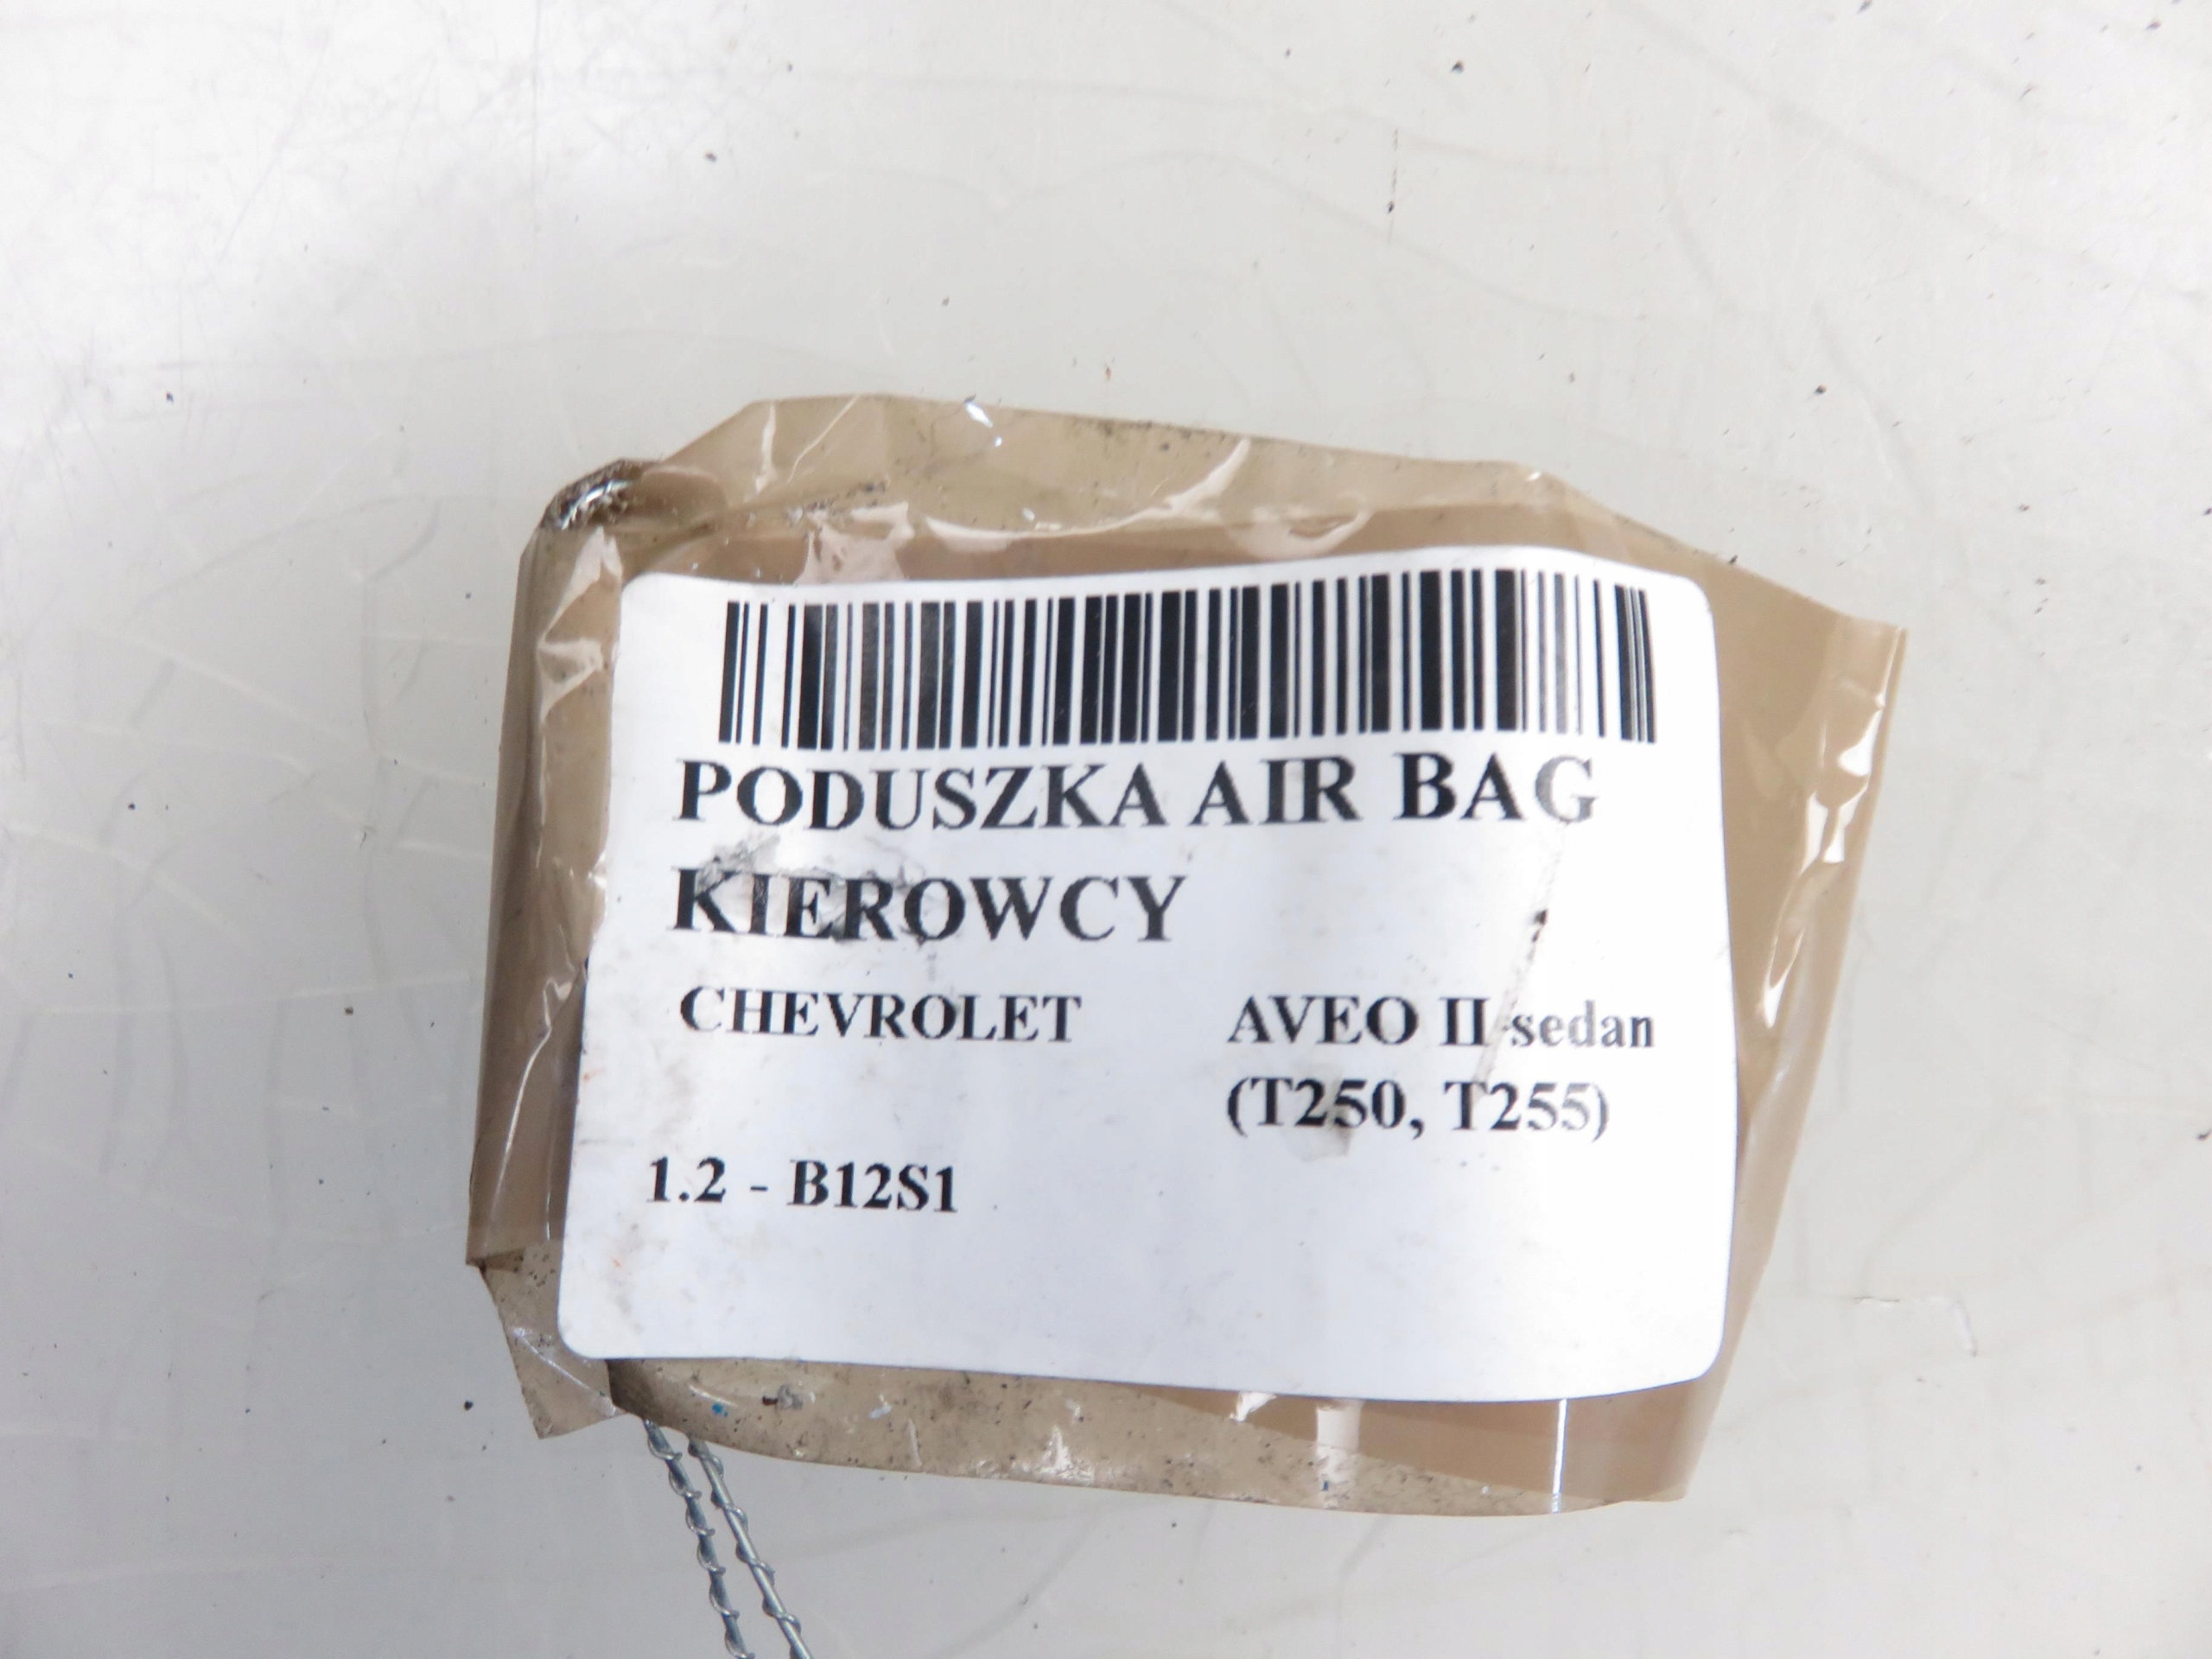 PODUSZKA AIR BAG
KIEROWCY
CHEVROLET AVEO II sedan
(T250, T255)
1.2 - B12S1